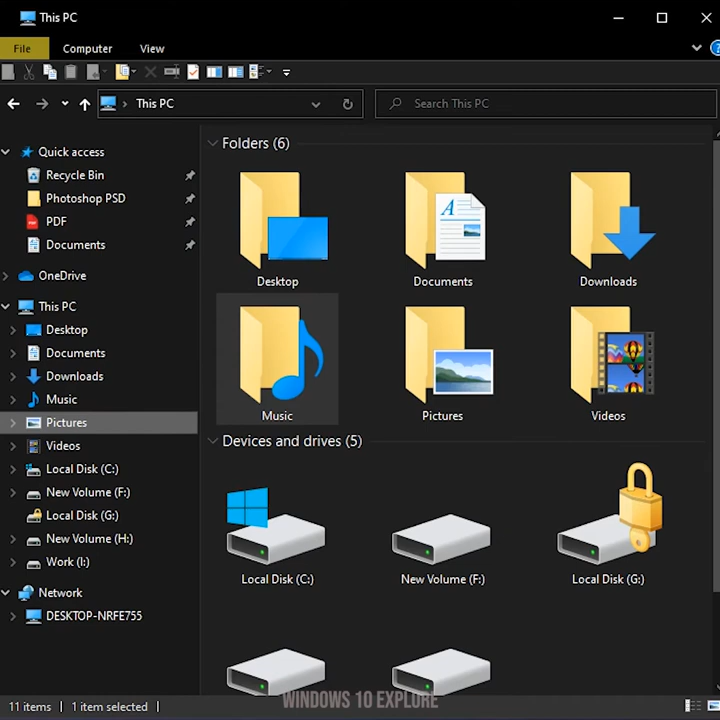 This PC
File Computer View
This PC
Search This PC
Quick access
Recycle Bin
Photoshop PSD
PDF
Documents
OneDrive
This PC
Desktop
Documents
Downloads
Music
Pictures
Videos
Local Disk (C:)
New Volume (F:)
Local Disk (G:)
New Volume (H:)
Work (I:)
Network
DESKTOP-NRFE755
Folders (6)
Desktop Documents Downloads
Music Pictures Videos
Devices and drives (5)
Local Disk (C:) New Volume (F:) Local Disk (G:)
WINDOWS 10 EXPLORE
11 items 1 item selected